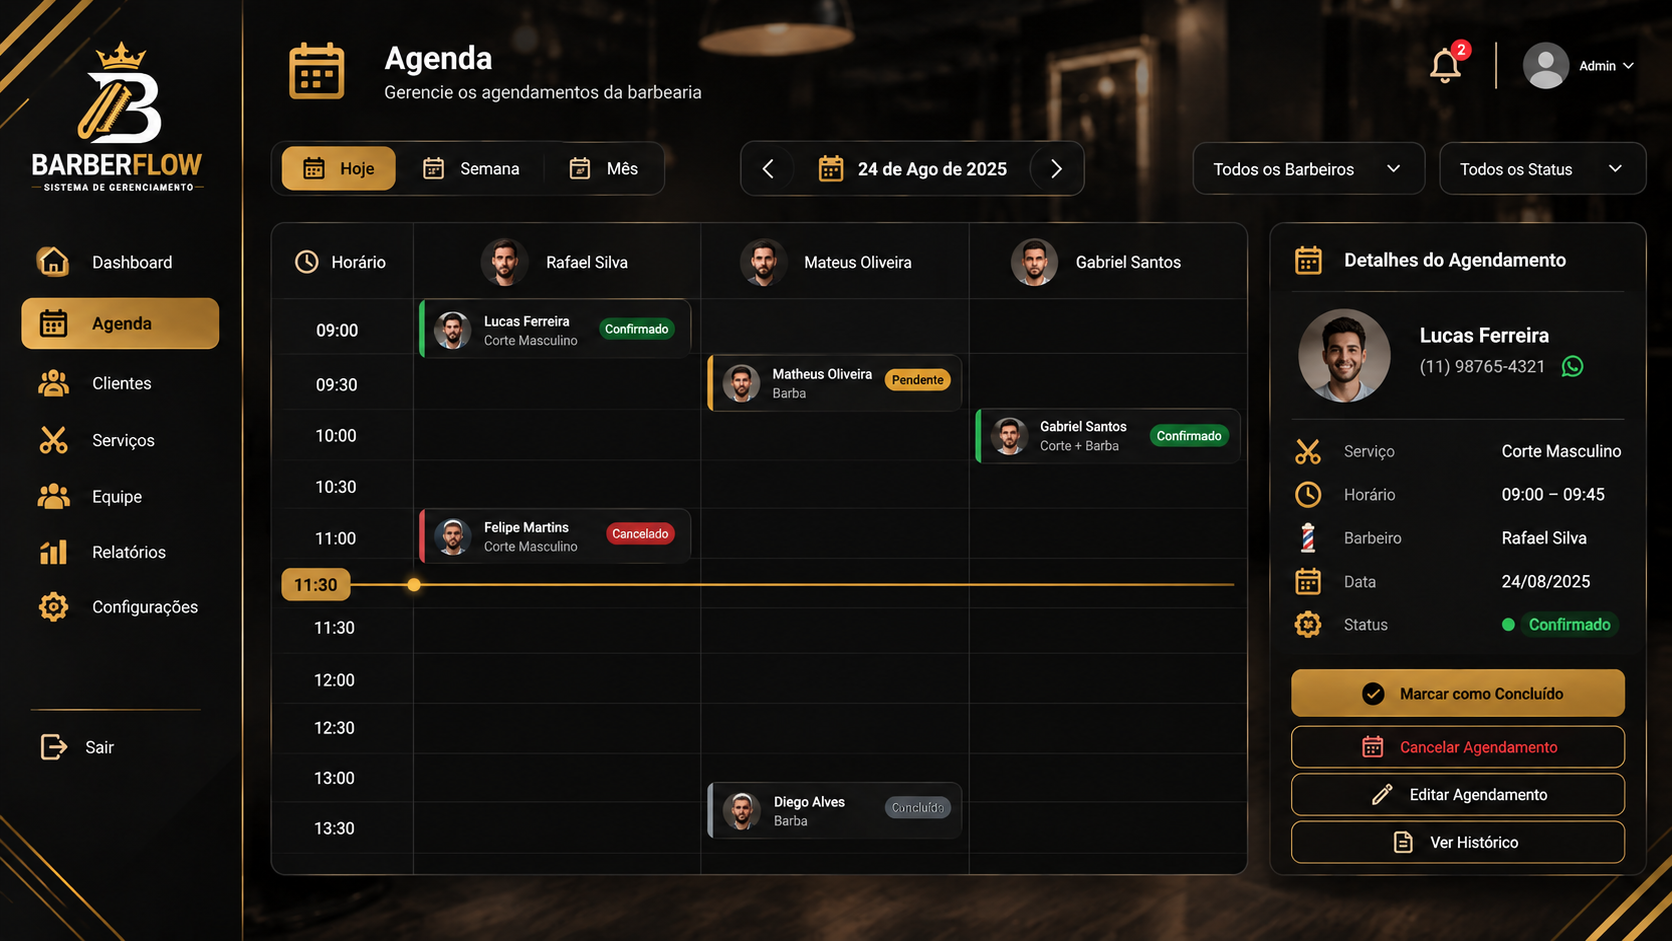 BARBERFLOW
SISTEMA DE GERENCIAMENTO
Dashboard
Agenda
Clientes
Serviços
Equipe
Relatórios
Configurações
Sair
Agenda
Gerencie os agendamentos da barbearia
2
Admin
Hoje
Semana
Mês
24 de Ago de 2025
Todos os Barbeiros
Todos os Status
Horário
Rafael Silva
Mateus Oliveira
Gabriel Santos
09:00
Lucas Ferreira
Corte Masculino
Confirmado
09:30
Matheus Oliveira
Barba
Pendente
10:00
Gabriel Santos
Corte + Barba
Confirmado
10:30
11:00
Felipe Martins
Corte Masculino
Cancelado
11:30
11:30
12:00
12:30
13:00
Diego Alves
Barba
Concluído
13:30
Detalhes do Agendamento
Lucas Ferreira
(11) 98765-4321
Serviço Corte Masculino
Horário 09:00 – 09:45
Barbeiro Rafael Silva
Data 24/08/2025
Status Confirmado
Marcar como Concluído
Cancelar Agendamento
Editar Agendamento
Ver Histórico